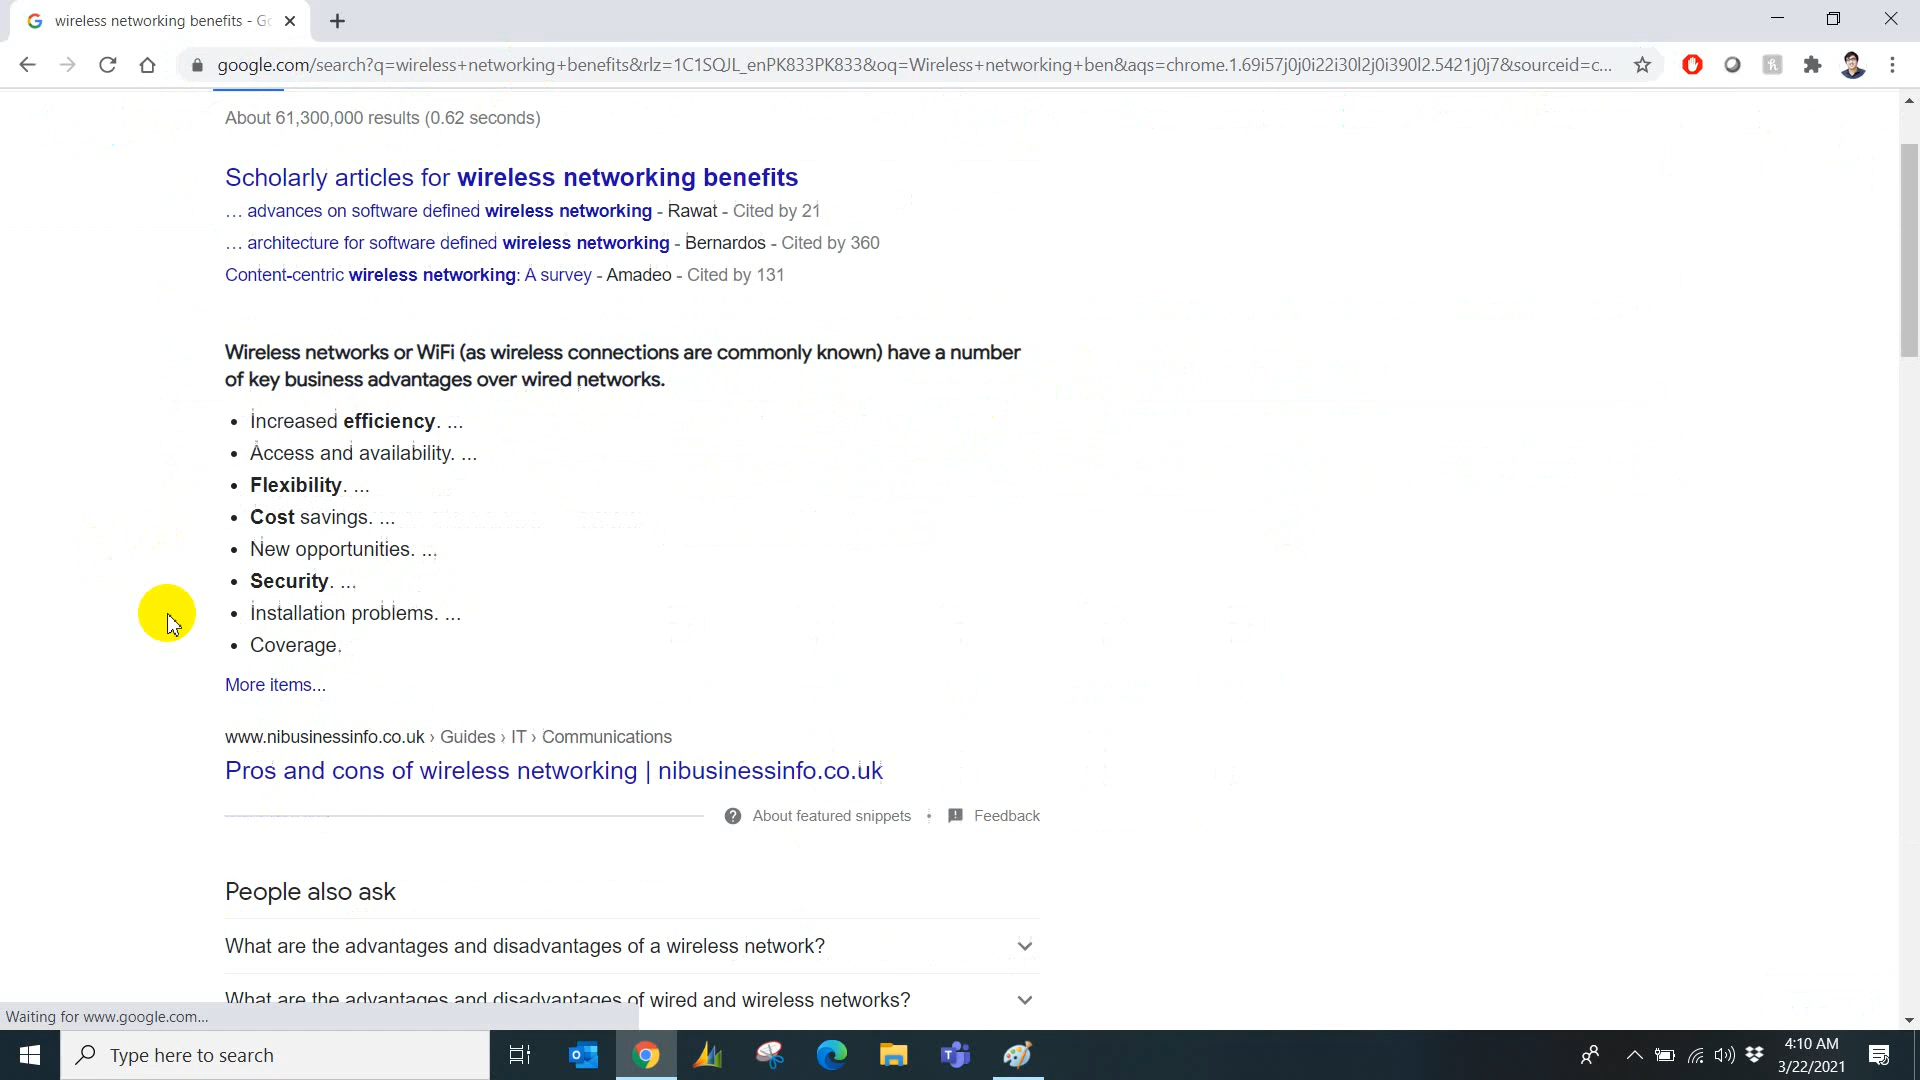 wireless networking benefits - Go
google.com/search?q=wireless+networking+benefits&rlz=1C1SQJL_enPK833PK833&oq=Wireless+networking+ben&aqs=chrome.1.69i57j0j0i22i30l2j0i390l2.5421j0j7&sourceid=c...
About 61,300,000 results (0.62 seconds)
Scholarly articles for wireless networking benefits
... advances on software defined wireless networking - Rawat - Cited by 21
... architecture for software defined wireless networking - Bernardos - Cited by 360
Content-centric wireless networking: A survey - Amadeo - Cited by 131
Wireless networks or WiFi (as wireless connections are commonly known) have a number
of key business advantages over wired networks.
• Increased efficiency. ...
• Access and availability. ...
• Flexibility. ...
• Cost savings. ...
• New opportunities. ...
• Security. ...
• Installation problems. ...
• Coverage.
More items...
www.nibusinessinfo.co.uk › Guides › IT › Communications
Pros and cons of wireless networking | nibusinessinfo.co.uk
About featured snippets • Feedback
People also ask
What are the advantages and disadvantages of a wireless network?
What are the advantages and disadvantages of wired and wireless networks?
Waiting for www.google.com...
Type here to search
4:10 AM
3/22/2021